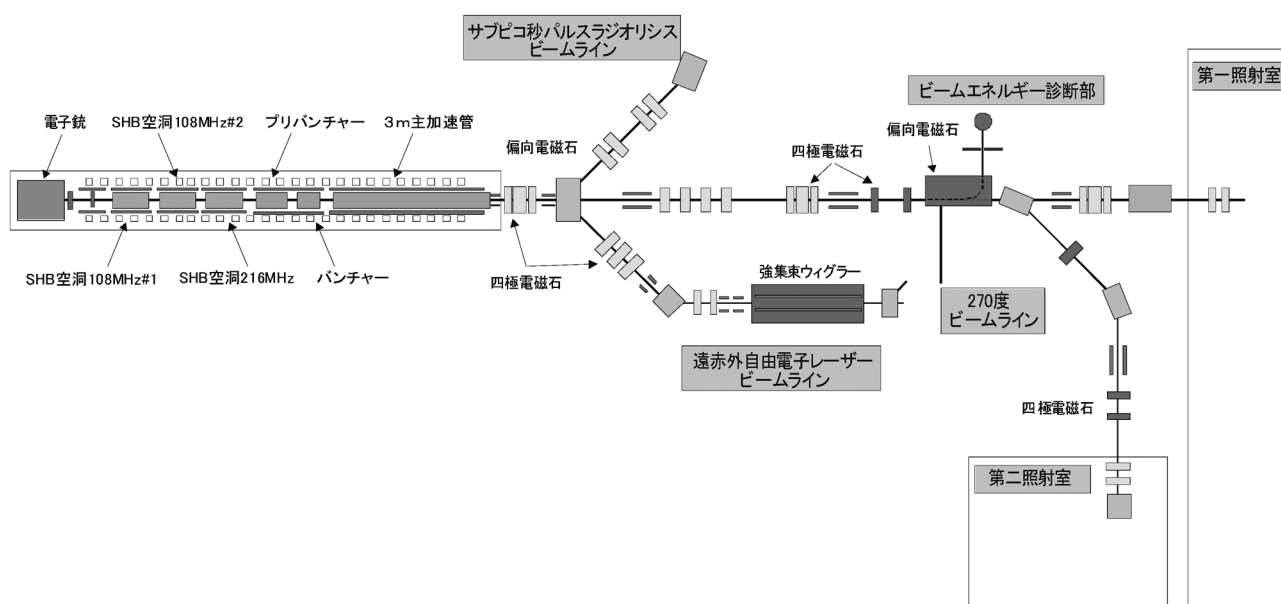 サブピコ秒パルスラジオリシス
ビームライン
第一照射室
ビームエネルギー診断部
電子銃
SHB空洞108MHz#2
プリバンチャー
3m主加速管
偏向電磁石
四極電磁石
偏向電磁石
SHB空洞108MHz#1
SHB空洞216MHz
バンチャー
四極電磁石
強集束ウィグラー
270度
ビームライン
遠赤外自由電子レーザー
ビームライン
四極電磁石
第二照射室